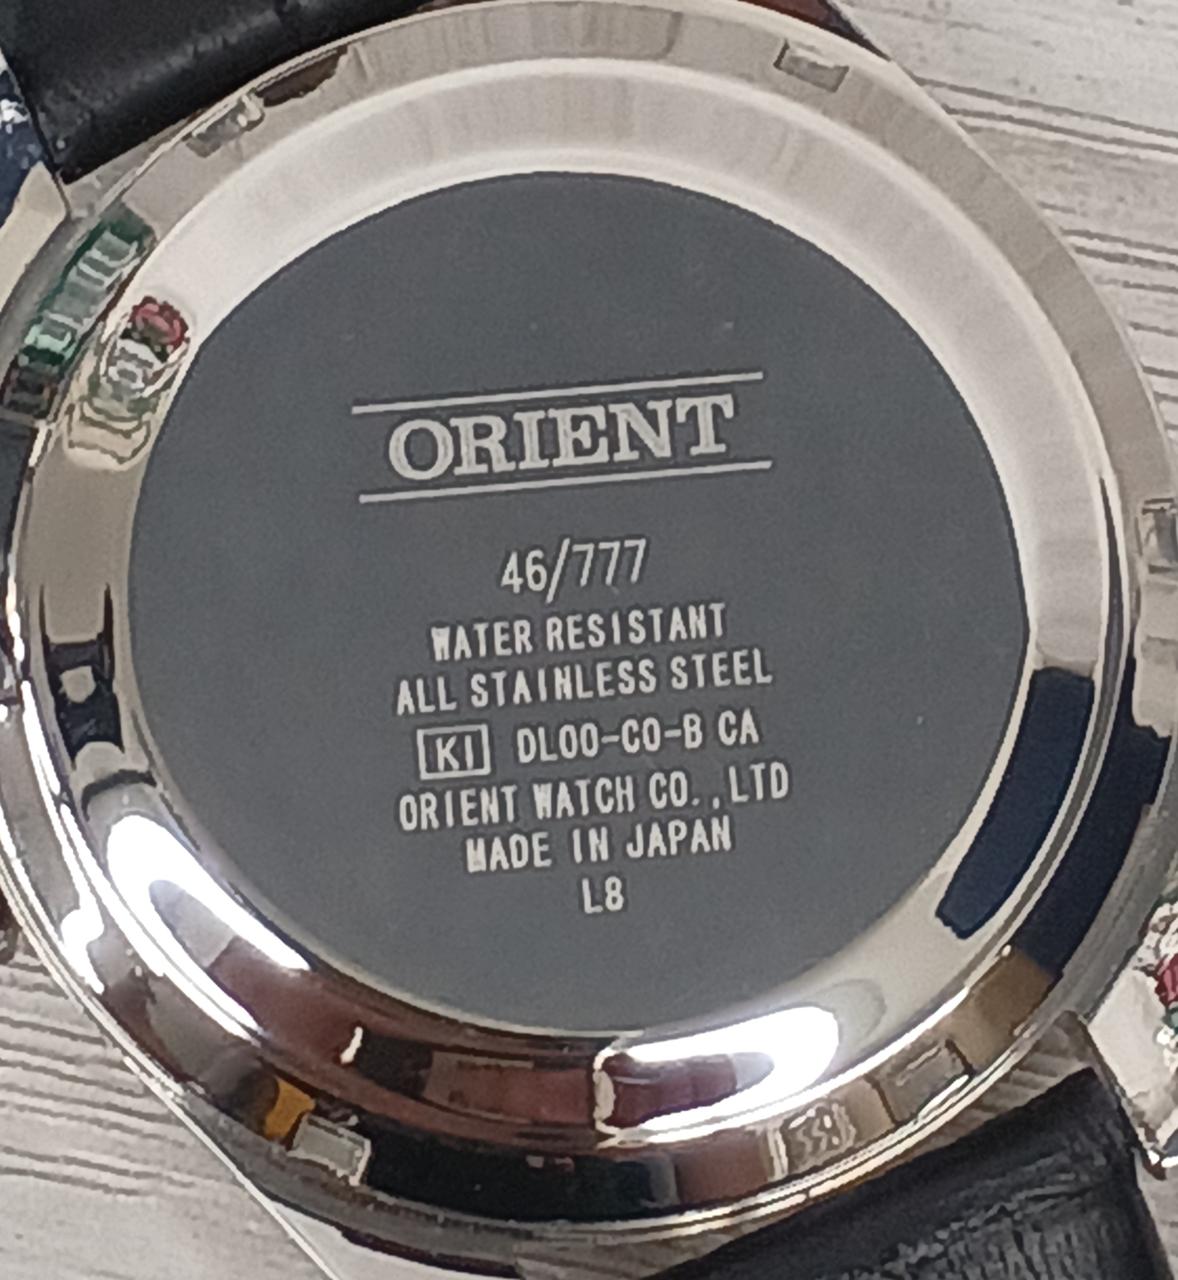 ORIENT
46/777
WATER RESISTANT
ALL STAINLESS STEEL
KI DL00-C0-B CA
ORIENT WATCH CO.,LTD
MADE IN JAPAN
L8